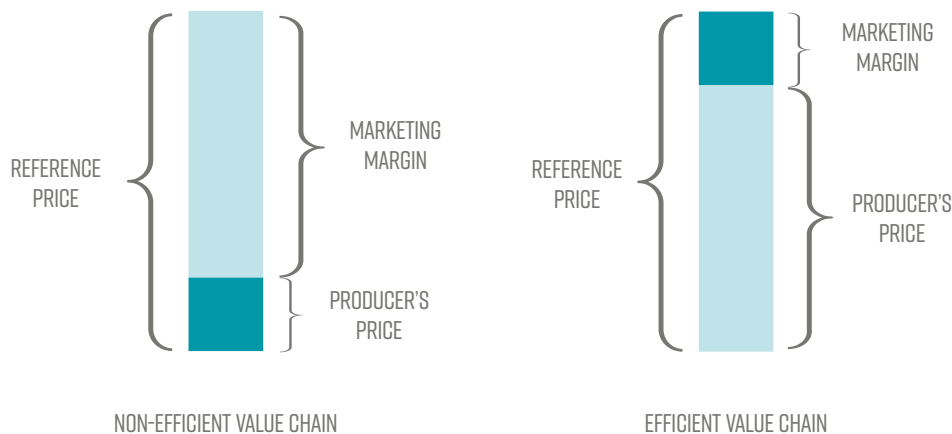 REFERENCE
PRICE
MARKETING
MARGIN
PRODUCER'S
PRICE
NON-EFFICIENT VALUE CHAIN
REFERENCE
PRICE
MARKETING
MARGIN
PRODUCER'S
PRICE
EFFICIENT VALUE CHAIN